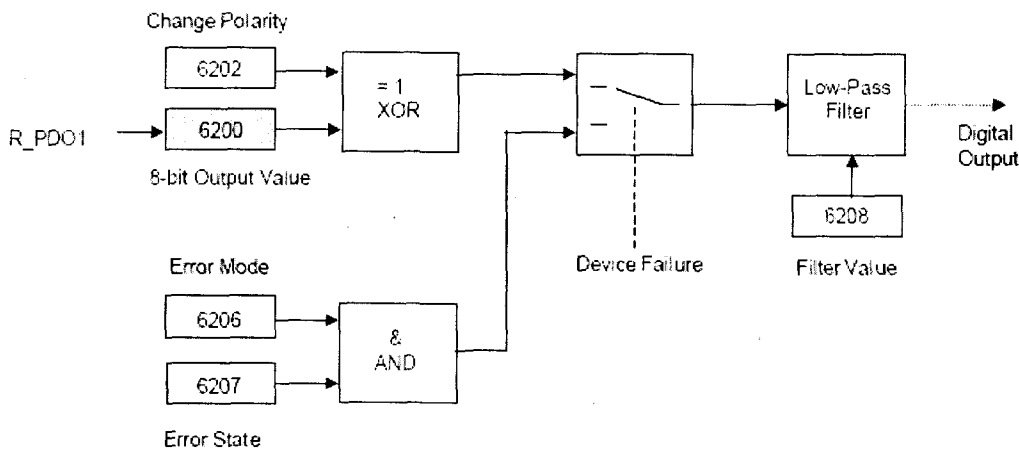 Change Polarity
6202
R_PDO1
6200
8-bit Output Value
= 1
XOR
Low-Pass
Filter
Digital
Output
6208
Filter Value
Device Failure
Error Mode
6206
6207
Error State
&
AND